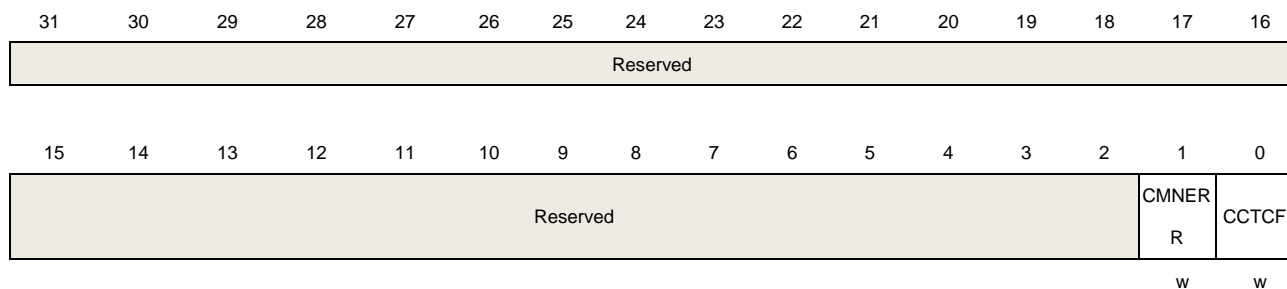 31 30 29 28 27 26 25 24 23 22 21 20 19 18 17 16
Reserved
15 14 13 12 11 10 9 8 7 6 5 4 3 2 1 0
Reserved
CMNER
R
CCTCF
w w